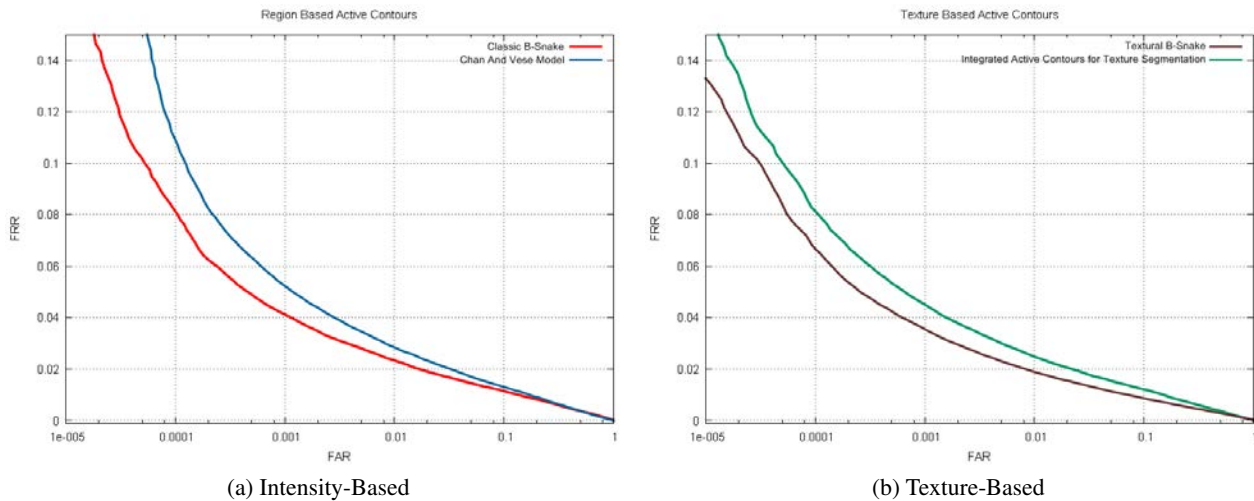 Region Based Active Contours
Classic B-Snake
Chan And Vese Model
0.14
0.12
0.1
0.08
0.06
0.04
0.02
0
FRR
1e-005
0.0001
0.001
0.01
0.1
1
FAR
(a) Intensity-Based
Texture Based Active Contours
Textural B-Snake
Integrated Active Contours for Texture Segmentation
0.14
0.12
0.1
0.08
0.06
0.04
0.02
0
FRR
1e-005
0.0001
0.001
0.01
0.1
1
FAR
(b) Texture-Based